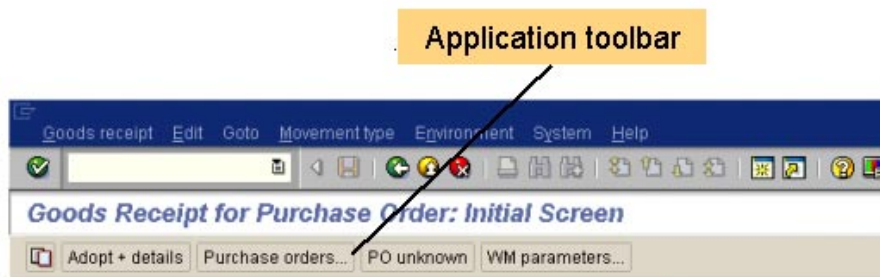 Application toolbar
Goods receipt Edit Goto Movement type Environment System Help
Goods Receipt for Purchase Order: Initial Screen
Adopt + details Purchase orders... PO unknown WM parameters...